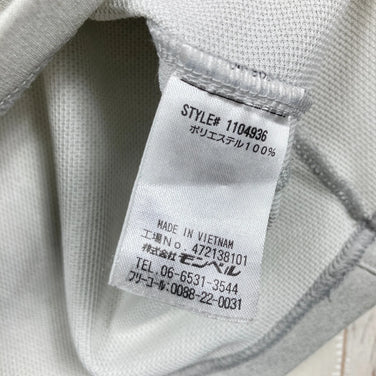 STYLE# 1104936
ポリエステル100%
MADE IN VIETNAM
工場No. 472138101
株式会社 モンベル
TEL. 06-6531-3544
フリーコール: 0088-22-0031